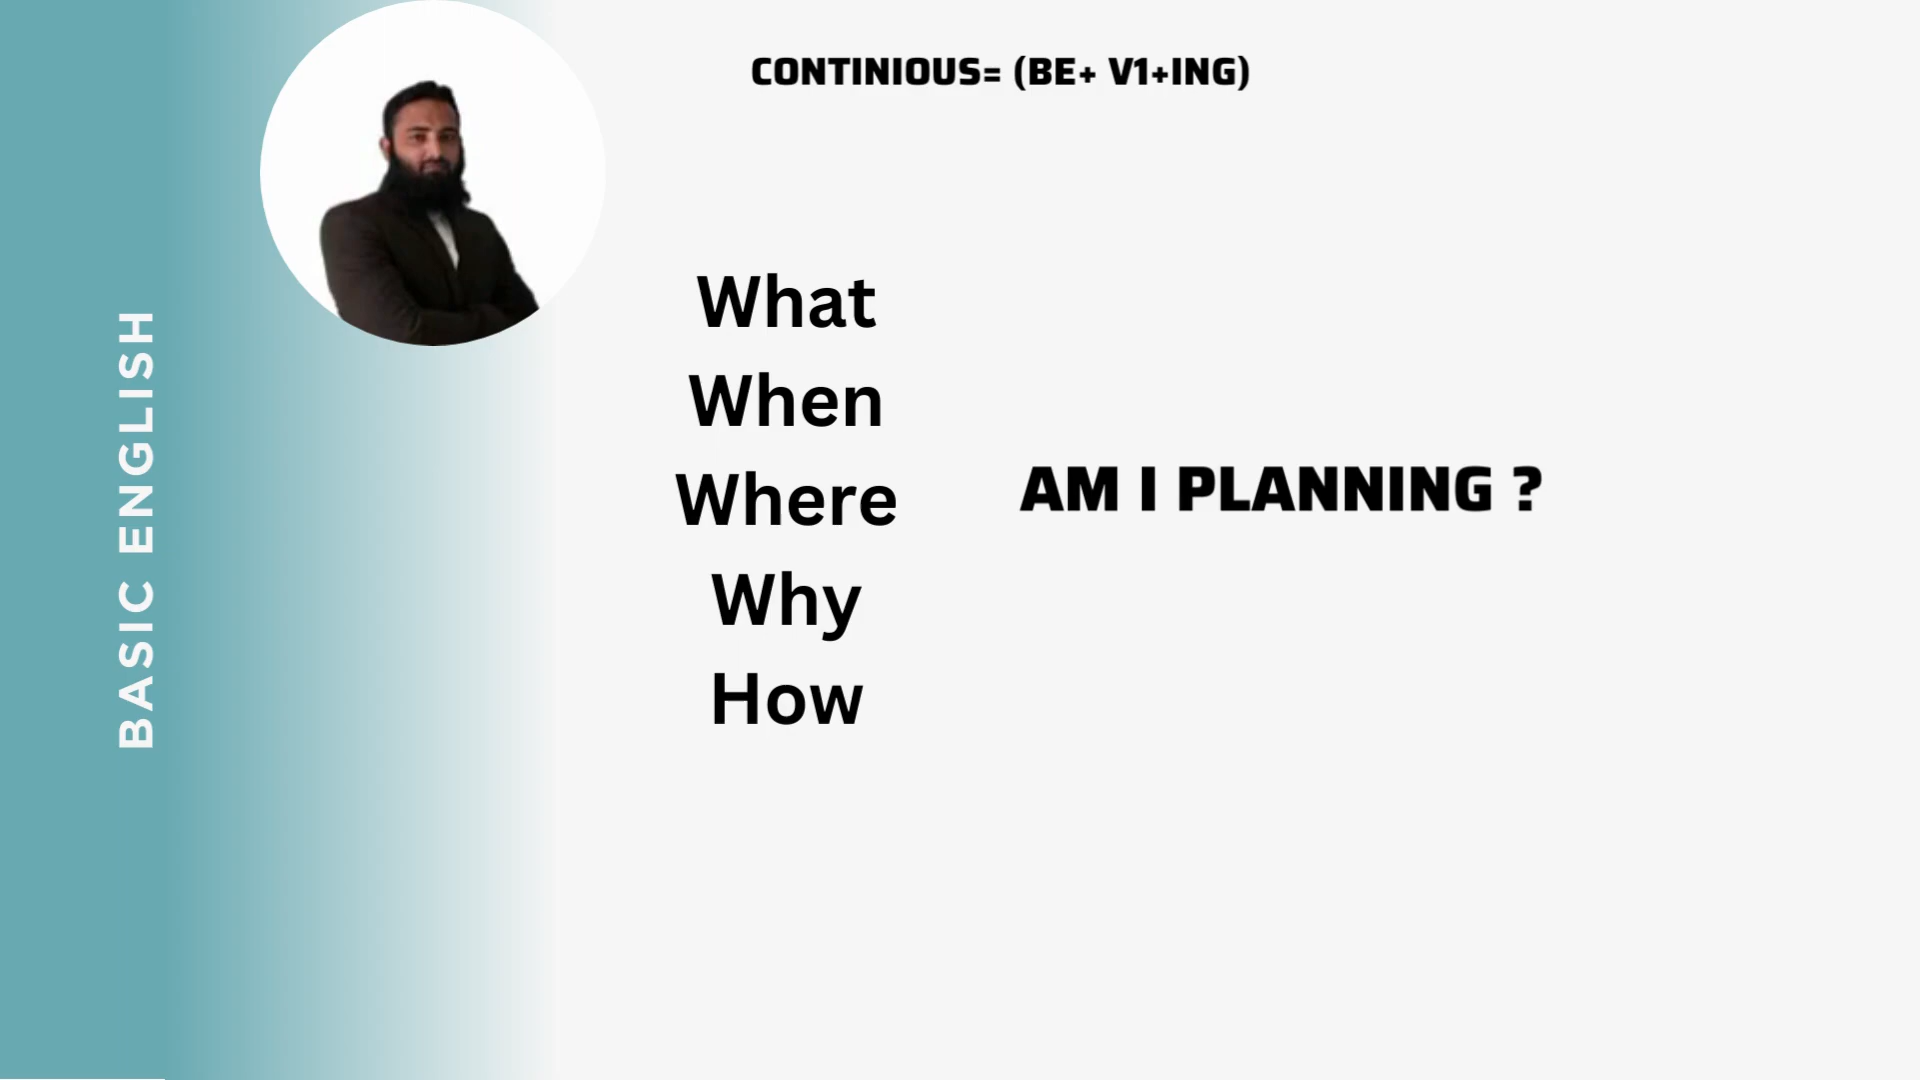 CONTINIOUS= (BE+ V1+ING)
BASIC ENGLISH
What
When
Where
Why
How
AM I PLANNING ?